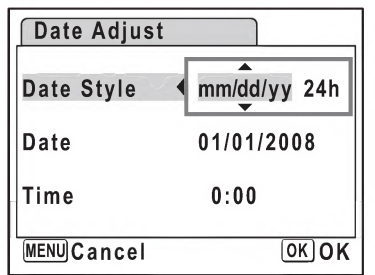 Date Adjust
Date Style mm/dd/yy 24h
Date 01/01/2008
Time 0:00
MENU Cancel OK OK